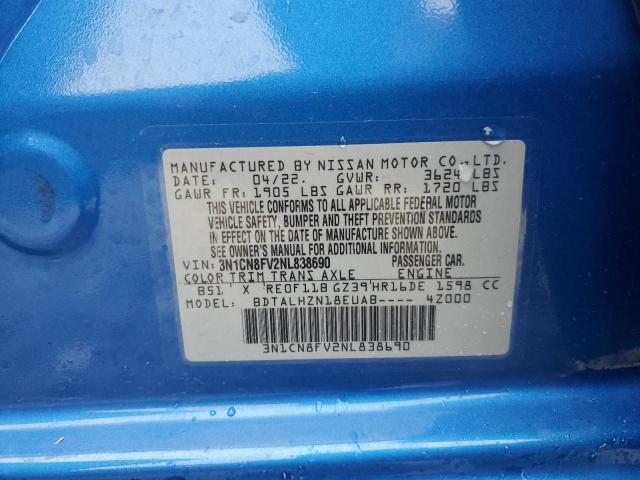 MANUFACTURED BY NISSAN MOTOR CO.,LTD.
DATE: 04/22. GVWR: 3624 LBS
GAWR FR: 1905 LBS GAWR RR: 1720 LBS
THIS VEHICLE CONFORMS TO ALL APPLICABLE FEDERAL MOTOR
VEHICLE SAFETY, BUMPER AND THEFT PREVENTION STANDARDS
IN EFFECT ON THE DATE OF MANUFACTURE SHOWN ABOVE.
SEE OWNER'S MANUAL FOR ADDITIONAL INFORMATION.
VIN: 3N1CN8FV2NL838690 PASSENGER CAR.
COLOR TRIM TRANS AXLE ENGINE
B51 X RE0F11B GZ39 HR16DE 1598 CC
MODEL: BDTALHZN18EUAB---- 4Z000
3N1CN8FV2NL838690